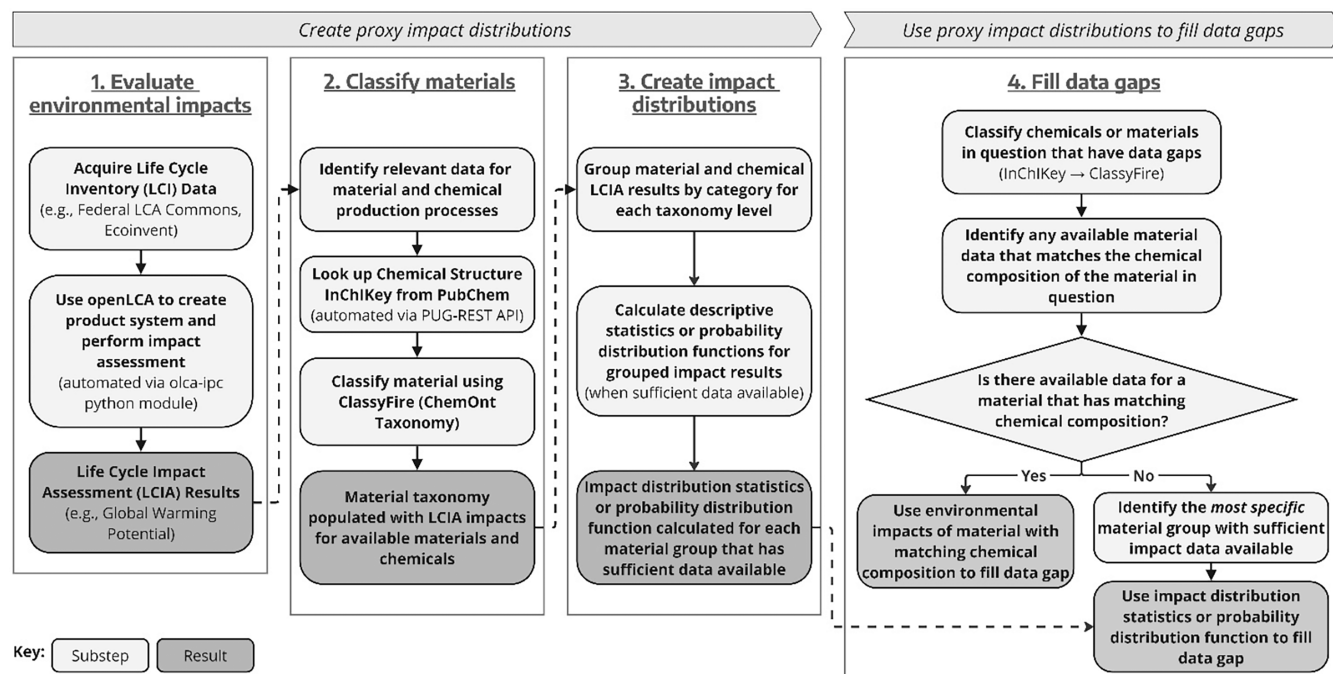 Create proxy impact distributions
Use proxy impact distributions to fill data gaps
1. Evaluate
environmental impacts
Acquire Life Cycle
Inventory (LCI) Data
(e.g., Federal LCA Commons,
Ecoinvent)
Use openLCA to create
product system and
perform impact
assessment
(automated via olca-ipc
python module)
Life Cycle Impact
Assessment (LCIA) Results
(e.g., Global Warming
Potential)
2. Classify materials
Identify relevant data for
material and chemical
production processes
Look up Chemical Structure
InChIKey from PubChem
(automated via PUG-REST API)
Classify material using
ClassyFire (ChemOnt
Taxonomy)
Material taxonomy
populated with LCIA impacts
for available materials and
chemicals
3. Create impact
distributions
Group material and chemical
LCIA results by category for
each taxonomy level
Calculate descriptive
statistics or probability
distribution functions for
grouped impact results
(when sufficient data available)
Impact distribution statistics
or probability distribution
function calculated for each
material group that has
sufficient data available
4. Fill data gaps
Classify chemicals or materials
in question that have data gaps
(InChIKey → ClassyFire)
Identify any available material
data that matches the chemical
composition of the material in
question
Is there available data for a
material that has matching
chemical composition?
Yes
No
Use environmental
impacts of material with
matching chemical
composition to fill data gap
Identify the most specific
material group with sufficient
impact data available
Use impact distribution
statistics or probability
distribution function to fill
data gap
Key:
Substep
Result